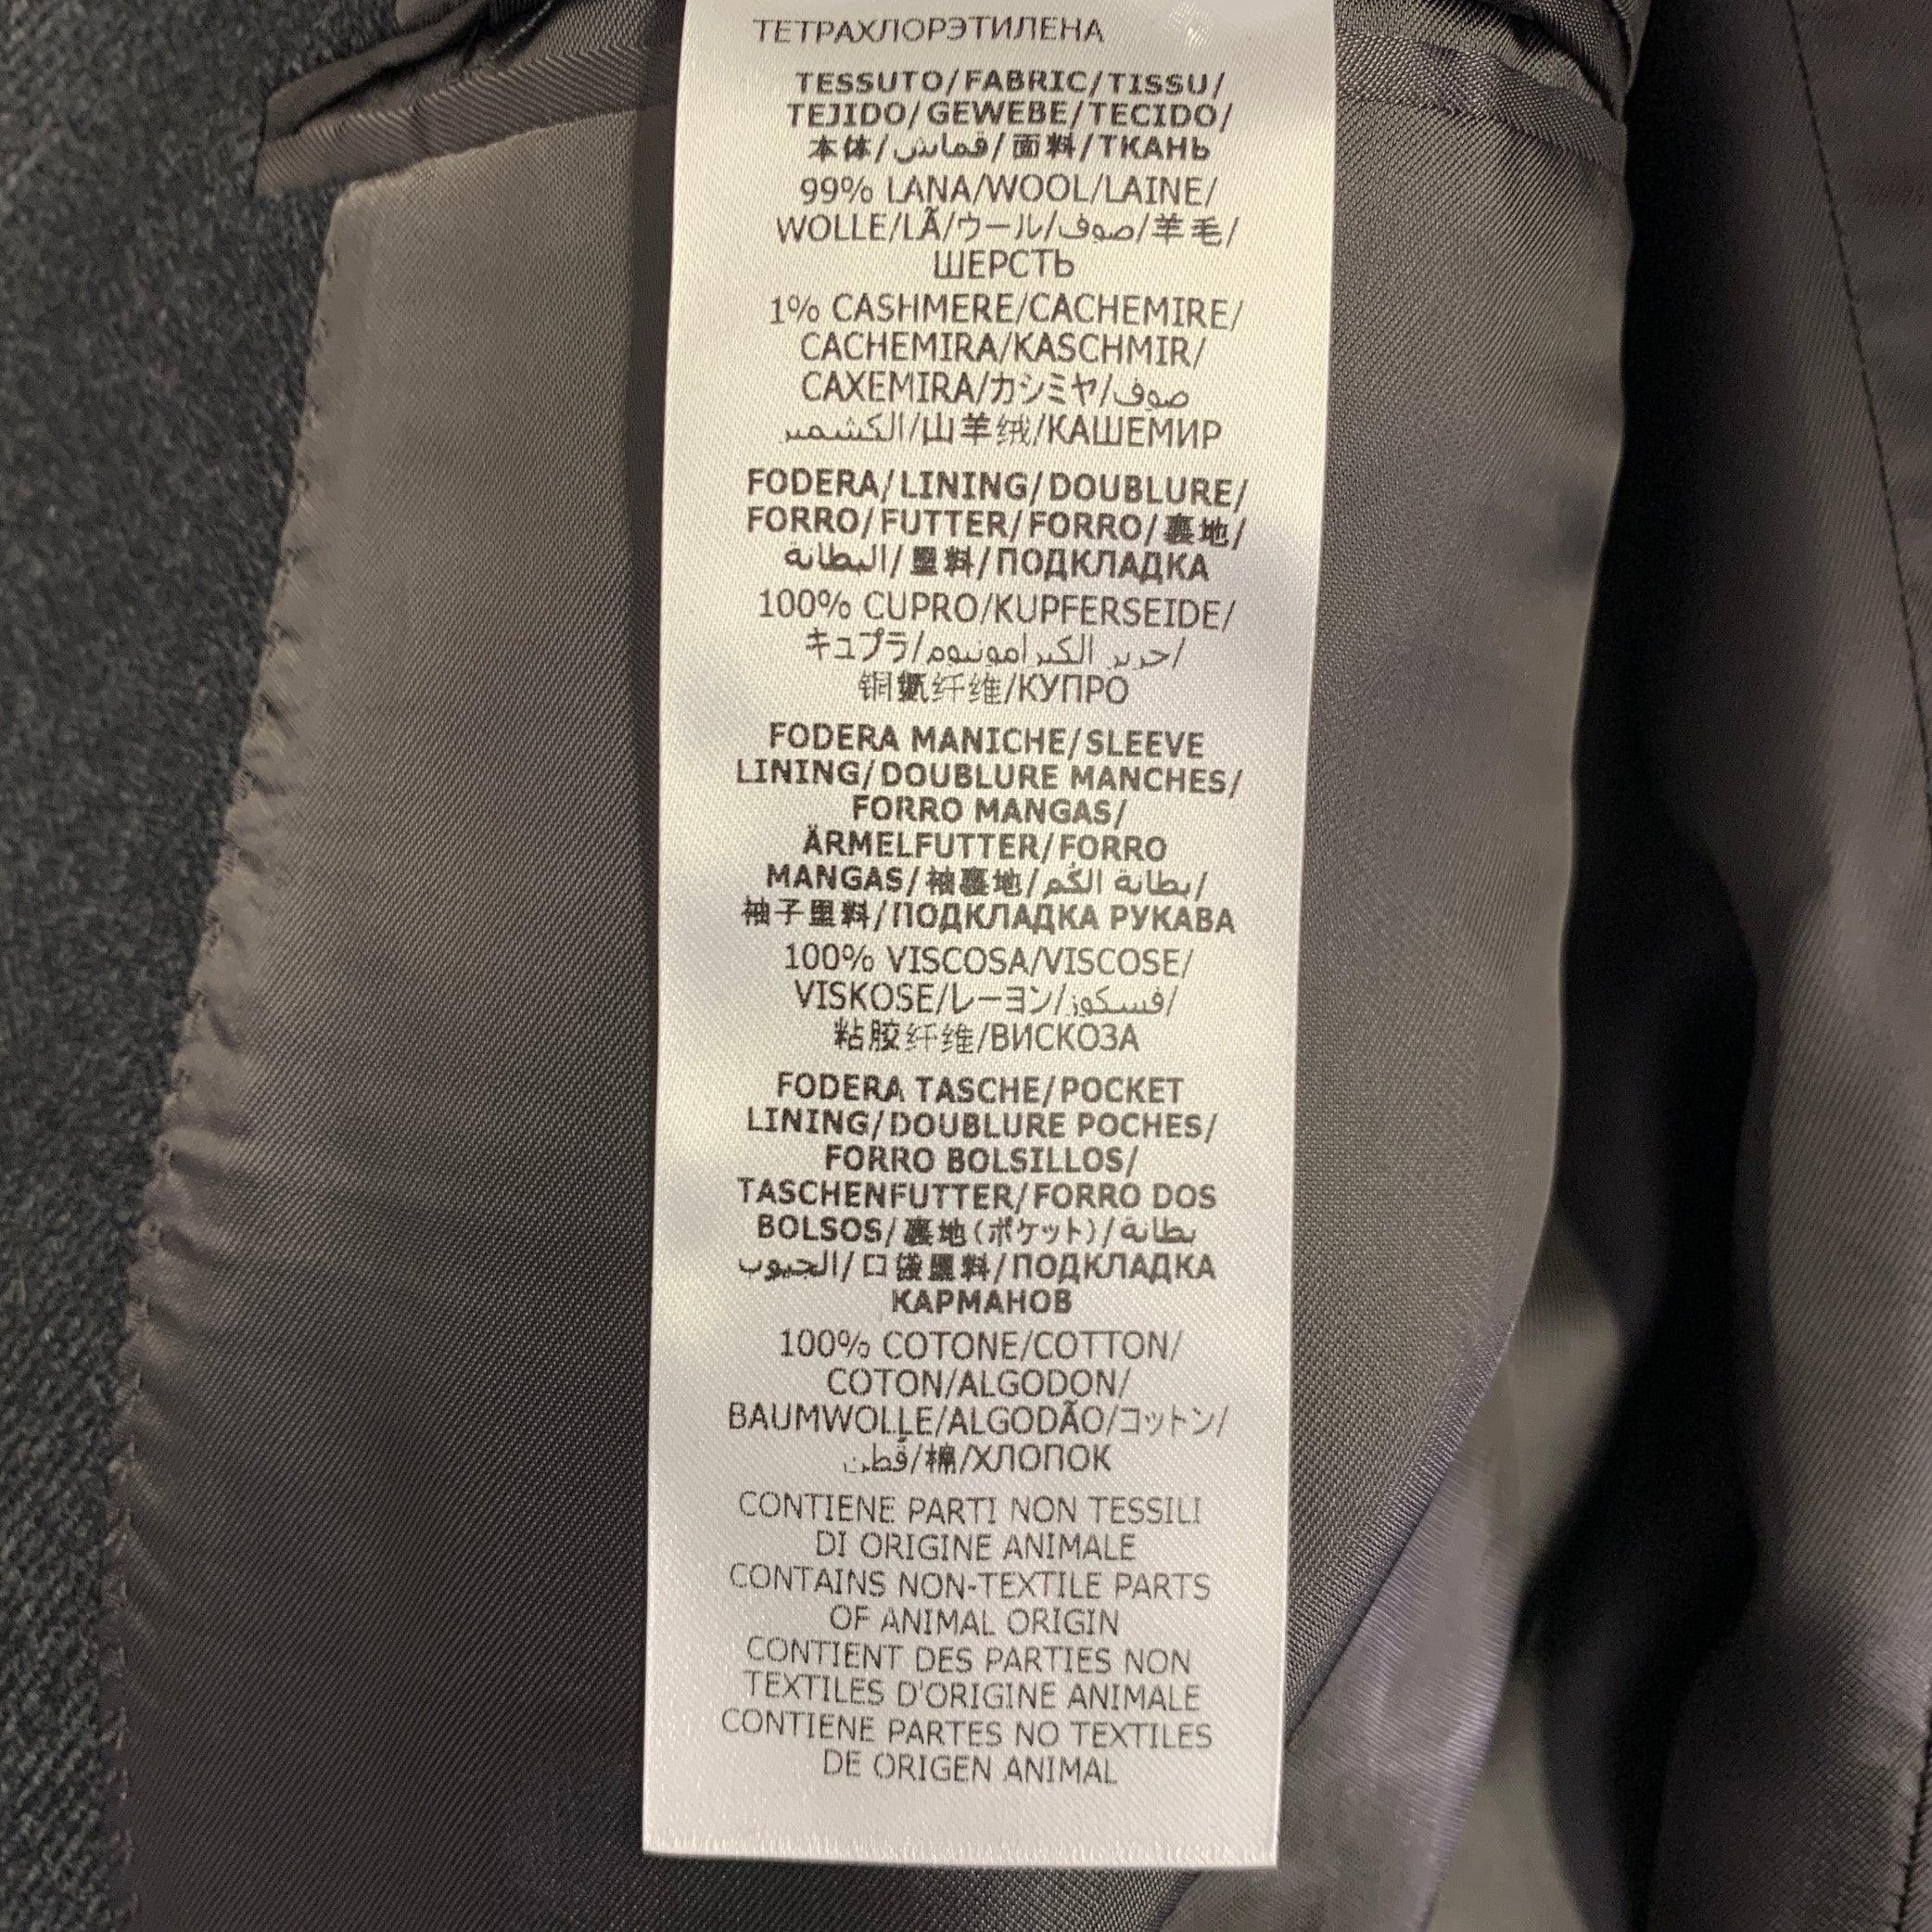 ТЕТРАХЛОРЭТИЛЕНА
TESSUTO/FABRIC/TISSU/
TEJIDO/GEWEBE/TECIDO/
本体/قماش/面料/ТКАНЬ
99% LANA/WOOL/LAINE/
WOLLE/LÃ/ウール/صوف/羊毛/
ШЕРСТЬ
1% CASHMERE/CACHEMIRE/
CACHEMIRA/KASCHMIR/
CAXEMIRA/カシミヤ/صوف
الكشمير/山羊绒/КАШЕМИР
FODERA/LINING/DOUBLURE/
FORRO/FUTTER/FORRO/裏地/
البطانة/里料/ПОДКЛАДКА
100% CUPRO/KUPFERSEIDE/
キュプラ/حرير الكبرامونيوم/
铜氨纤维/КУПРО
FODERA MANICHE/SLEEVE
LINING/DOUBLURE MANCHES/
FORRO MANGAS/
ÄRMELFUTTER/FORRO
MANGAS/袖裏地/بطانة الكُم/
袖子里料/ПОДКЛАДКА РУКАВА
100% VISCOSA/VISCOSE/
VISKOSE/レーヨン/فسكوز/
粘胶纤维/ВИСКОЗА
FODERA TASCHE/POCKET
LINING/DOUBLURE POCHES/
FORRO BOLSILLOS/
TASCHENFUTTER/FORRO DOS
BOLSOS/裏地(ポケット)/بطانة
الجيوب/口袋里料/ПОДКЛАДКА
КАРМАНОВ
100% COTONE/COTTON/
COTON/ALGODON/
BAUMWOLLE/ALGODÃO/コットン/
قُطن/棉/ХЛОПОК
CONTIENE PARTI NON TESSILI
DI ORIGINE ANIMALE
CONTAINS NON-TEXTILE PARTS
OF ANIMAL ORIGIN
CONTIENT DES PARTIES NON
TEXTILES D'ORIGINE ANIMALE
CONTIENE PARTES NO TEXTILES
DE ORIGEN ANIMAL